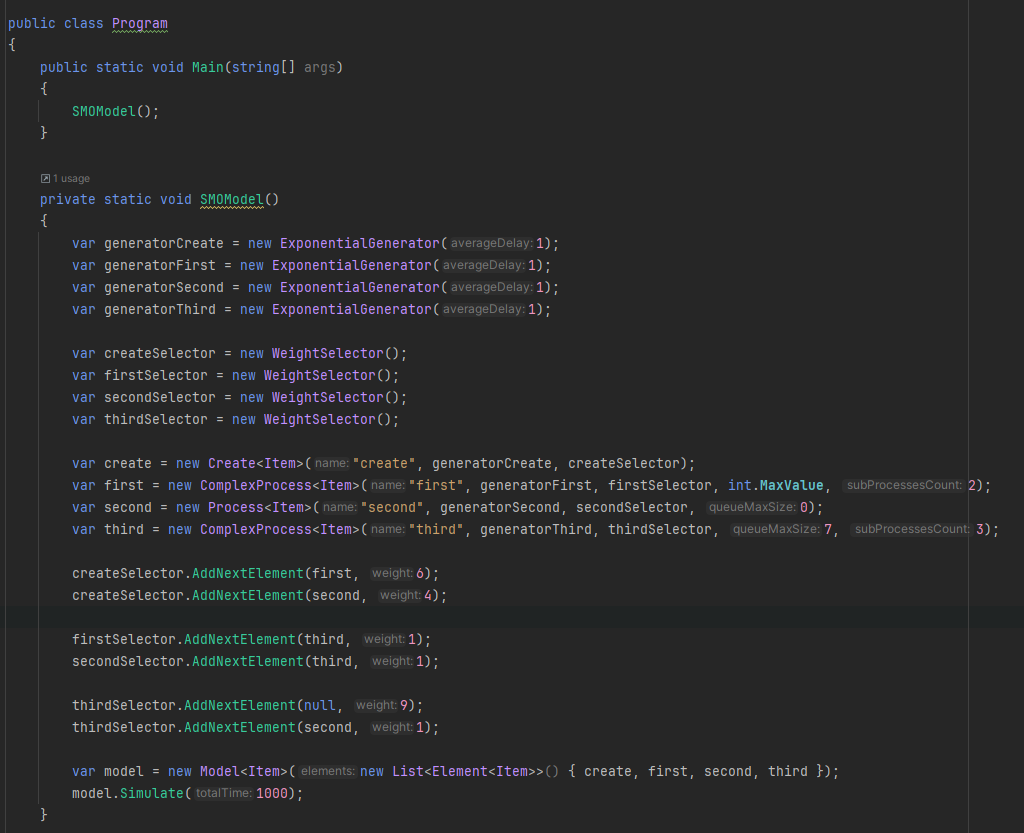 public class Program
{
    public static void Main(string[] args)
    {
        SMOModel();
    }

    1 usage
    private static void SMOModel()
    {
        var generatorCreate = new ExponentialGenerator( averageDelay: 1);
        var generatorFirst = new ExponentialGenerator( averageDelay: 1);
        var generatorSecond = new ExponentialGenerator( averageDelay: 1);
        var generatorThird = new ExponentialGenerator( averageDelay: 1);

        var createSelector = new WeightSelector();
        var firstSelector = new WeightSelector();
        var secondSelector = new WeightSelector();
        var thirdSelector = new WeightSelector();

        var create = new Create<Item>( name: "create", generatorCreate, createSelector);
        var first = new ComplexProcess<Item>( name: "first", generatorFirst, firstSelector, int.MaxValue, subProcessesCount: 2);
        var second = new Process<Item>( name: "second", generatorSecond, secondSelector, queueMaxSize: 0);
        var third = new ComplexProcess<Item>( name: "third", generatorThird, thirdSelector, queueMaxSize: 7, subProcessesCount: 3);

        createSelector.AddNextElement(first, weight: 6);
        createSelector.AddNextElement(second, weight: 4);

        firstSelector.AddNextElement(third, weight: 1);
        secondSelector.AddNextElement(third, weight: 1);

        thirdSelector.AddNextElement(null, weight: 9);
        thirdSelector.AddNextElement(second, weight: 1);

        var model = new Model<Item>( elements: new List<Element<Item>>() { create, first, second, third });
        model.Simulate( totalTime: 1000);
    }